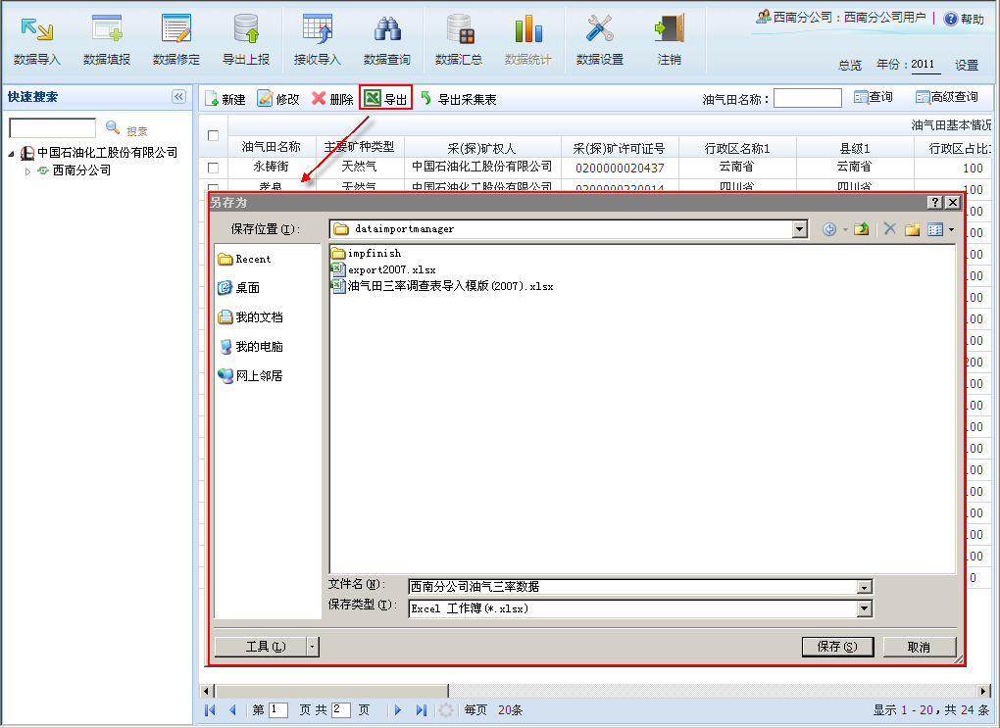 西南分公司：西南分公司用户 | 帮助
数据导入 数据填报 数据修定 导出上报 接收导入 数据查询 数据汇总 数据统计 数据设置 注销
总览 年份：2011 设置
快速搜索
搜索
中国石油化工股份有限公司
西南分公司
新建 修改 删除 导出 导出采集表 油气田名称： 查询 高级查询
油气田基本情况
油气田名称 主要矿种类型 采(探)矿权人 采(探)矿许可证号 行政区名称1 县级1 行政区占比1
永铸街 天然气 中国石油化工股份有限公司 0200000020437 云南省 云南省 100
孝泉 天然气 中国石油化工股份有限公司 0200000220014 四川省 四川省 100
另存为
保存位置(I)： dataimportmanager
Recent
桌面
我的文档
我的电脑
网上邻居
impfinish
export2007.xlsx
油气田三率调查表导入模版(2007).xlsx
文件名(N)： 西南分公司油气三率数据
保存类型(T)： Excel 工作簿(*.xlsx)
工具(L) 保存(S) 取消
第 1 页 共 2 页 每页 20条 显示 1 - 20，共 24 条